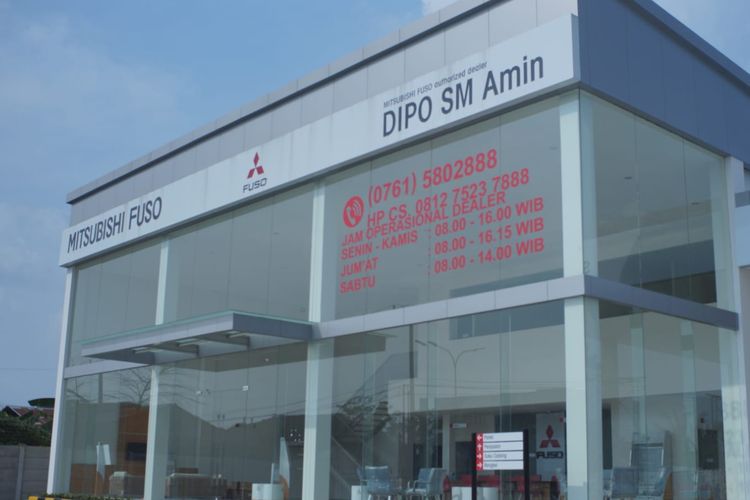 MITSUBISHI FUSO authorized dealer
DIPO SM Amin
FUSO
MITSUBISHI FUSO
(0761) 5802888
HP CS. 0812 7523 7888
JAM OPERASIONAL DEALER
SENIN - KAMIS : 08.00 - 16.00 WIB
JUM'AT : 08.00 - 16.15 WIB
SABTU : 08.00 - 14.00 WIB
FUSO